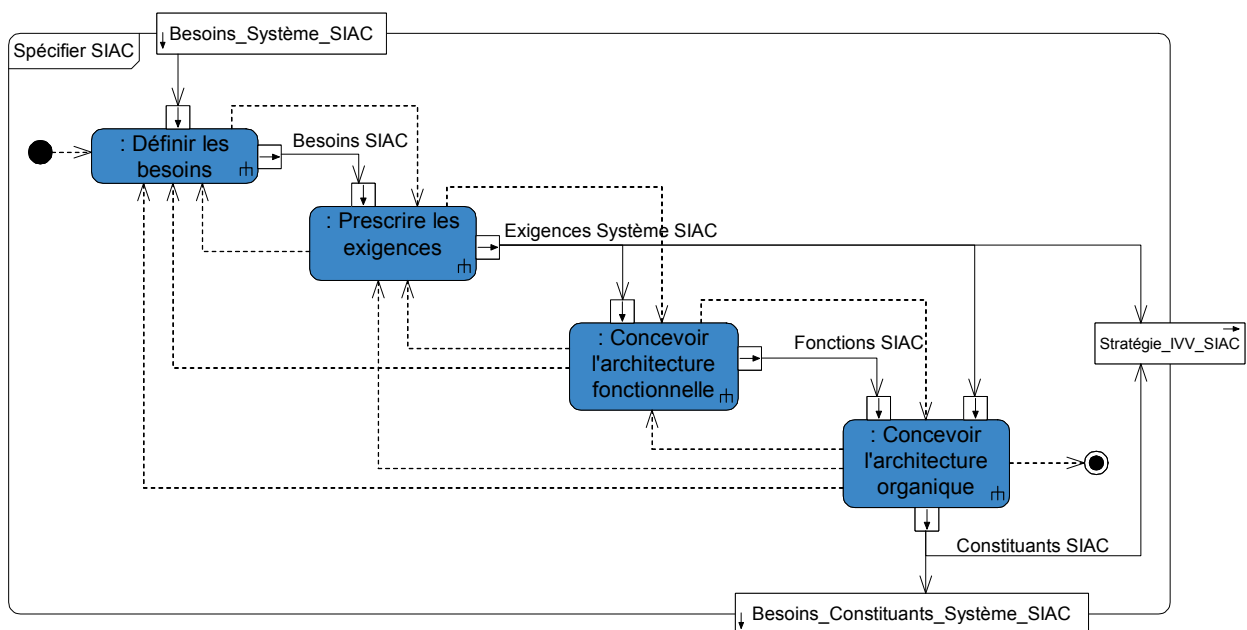 Besoins_Système_SIAC
Spécifier SIAC
: Définir les
besoins
Besoins SIAC
: Prescrire les
exigences
Exigences Système SIAC
: Concevoir
l'architecture
fonctionnelle
Fonctions SIAC
Stratégie_IVV_SIAC
: Concevoir
l'architecture
organique
Constituants SIAC
Besoins_Constituants_Système_SIAC